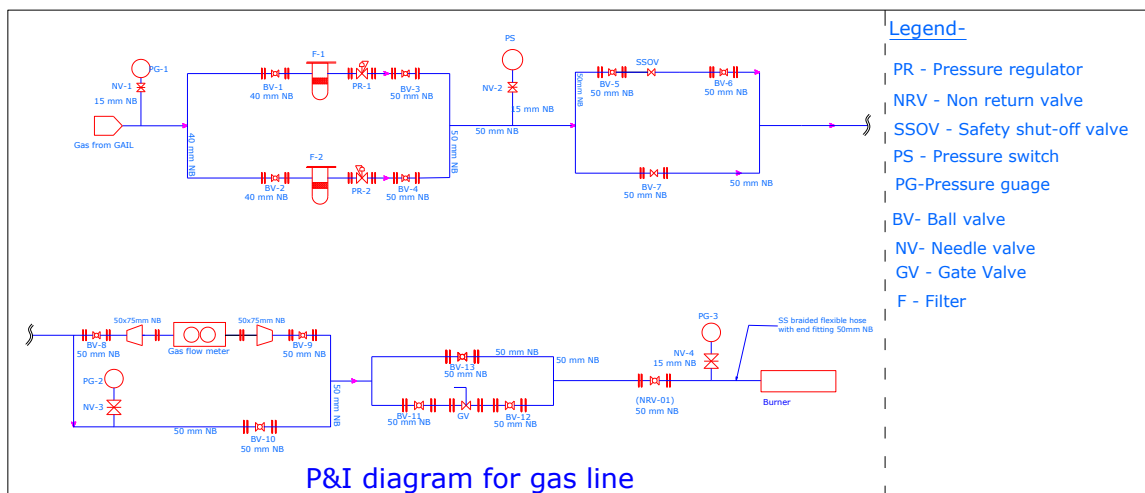 F-1
PS
Legend-
PG-1
NV-1
15 mm NB
BV-1
40 mm NB
PR-1
BV-3
50 mm NB
NV-2
15 mm NB
50 mm NB
SSOV
BV-5
50 mm NB
50mm NB
BV-6
50 mm NB
PR - Pressure regulator
NRV - Non return valve
SSOV - Safety shut-off valve
PS - Pressure switch
PG-Pressure guage
BV- Ball valve
NV- Needle valve
GV - Gate Valve
F - Filter
Gas from GAIL
40 mm NB
F-2
BV-2
40 mm NB
PR-2
BV-4
50 mm NB
50 mm NB
BV-7
50 mm NB
50 mm NB
50x75mm NB
50x75mm NB
BV-8
50 mm NB
Gas flow meter
BV-9
50 mm NB
PG-2
NV-3
50 mm NB
BV-10
50 mm NB
50 mm NB
50 mm NB
50 mm NB
BV-13
50 mm NB
BV-11
50 mm NB
GV
BV-12
50 mm NB
PG-3
NV-4
15 mm NB
(NRV-01)
50 mm NB
SS braided flexible hose
with end fitting 50mm NB
Burner
P&I diagram for gas line